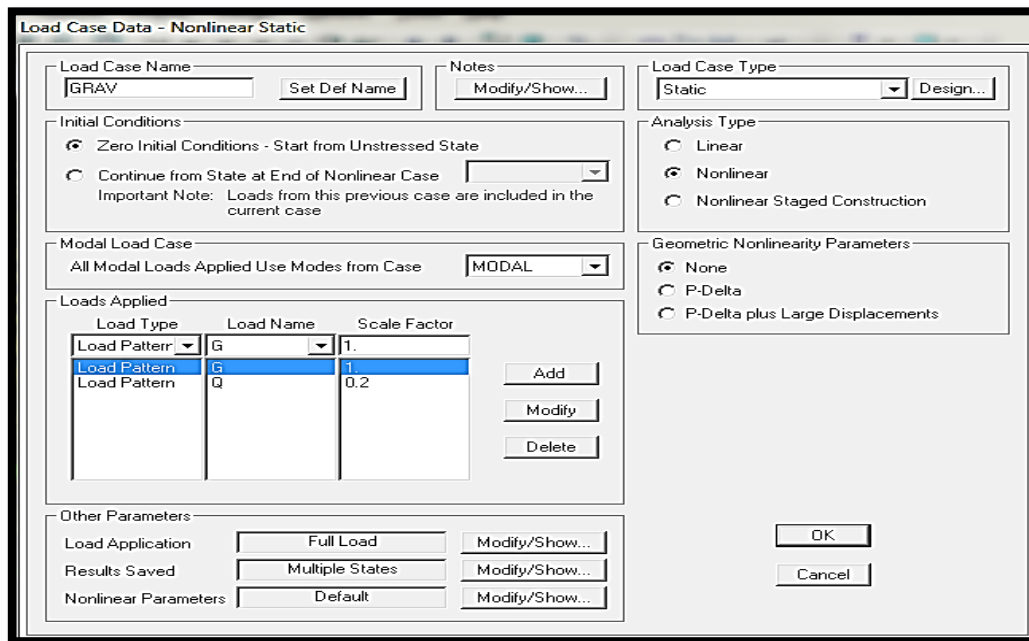 Load Case Data - Nonlinear Static
Load Case Name
GRAV
Set Def Name
Notes
Modify/Show...
Load Case Type
Static
Design...
Initial Conditions
Zero Initial Conditions - Start from Unstressed State
Continue from State at End of Nonlinear Case
Important Note: Loads from this previous case are included in the
current case
Analysis Type
Linear
Nonlinear
Nonlinear Staged Construction
Modal Load Case
All Modal Loads Applied Use Modes from Case
MODAL
Geometric Nonlinearity Parameters
None
P-Delta
P-Delta plus Large Displacements
Loads Applied
Load Type Load Name Scale Factor
Load Pattern G 1.
Load Pattern G 1.
Load Pattern Q 0.2
Add
Modify
Delete
Other Parameters
Load Application Full Load Modify/Show...
Results Saved Multiple States Modify/Show...
Nonlinear Parameters Default Modify/Show...
OK
Cancel